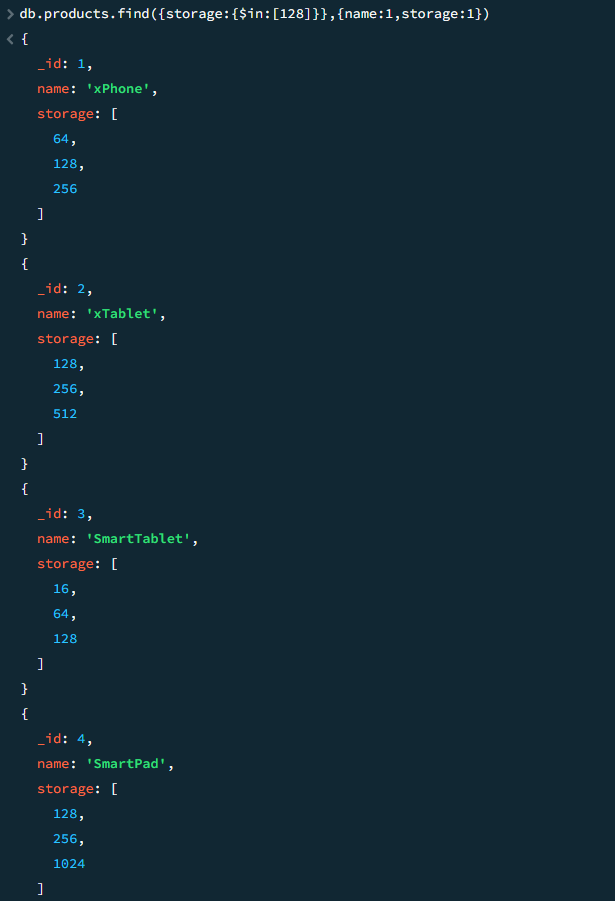 > db.products.find({storage:{$in:[128]}},{name:1,storage:1})
< {
_id: 1,
name: 'xPhone',
storage: [
64,
128,
256
]
}
{
_id: 2,
name: 'xTablet',
storage: [
128,
256,
512
]
}
{
_id: 3,
name: 'SmartTablet',
storage: [
16,
64,
128
]
}
{
_id: 4,
name: 'SmartPad',
storage: [
128,
256,
1024
]